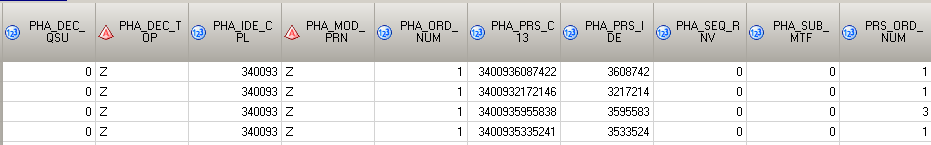 PHA_DEC_QSU PHA_DEC_TOP PHA_IDE_CPL PHA_MOD_PRN PHA_ORD_NUM PHA_PRS_C13 PHA_PRS_IDE PHA_SEQ_RNV PHA_SUB_MTF PRS_ORD_NUM
0 Z 340093 Z 1 3400936087422 3608742 0 0 1
0 Z 340093 Z 1 3400932172146 3217214 0 0 1
0 Z 340093 Z 1 3400935955838 3595583 0 0 3
0 Z 340093 Z 1 3400935335241 3533524 0 0 1